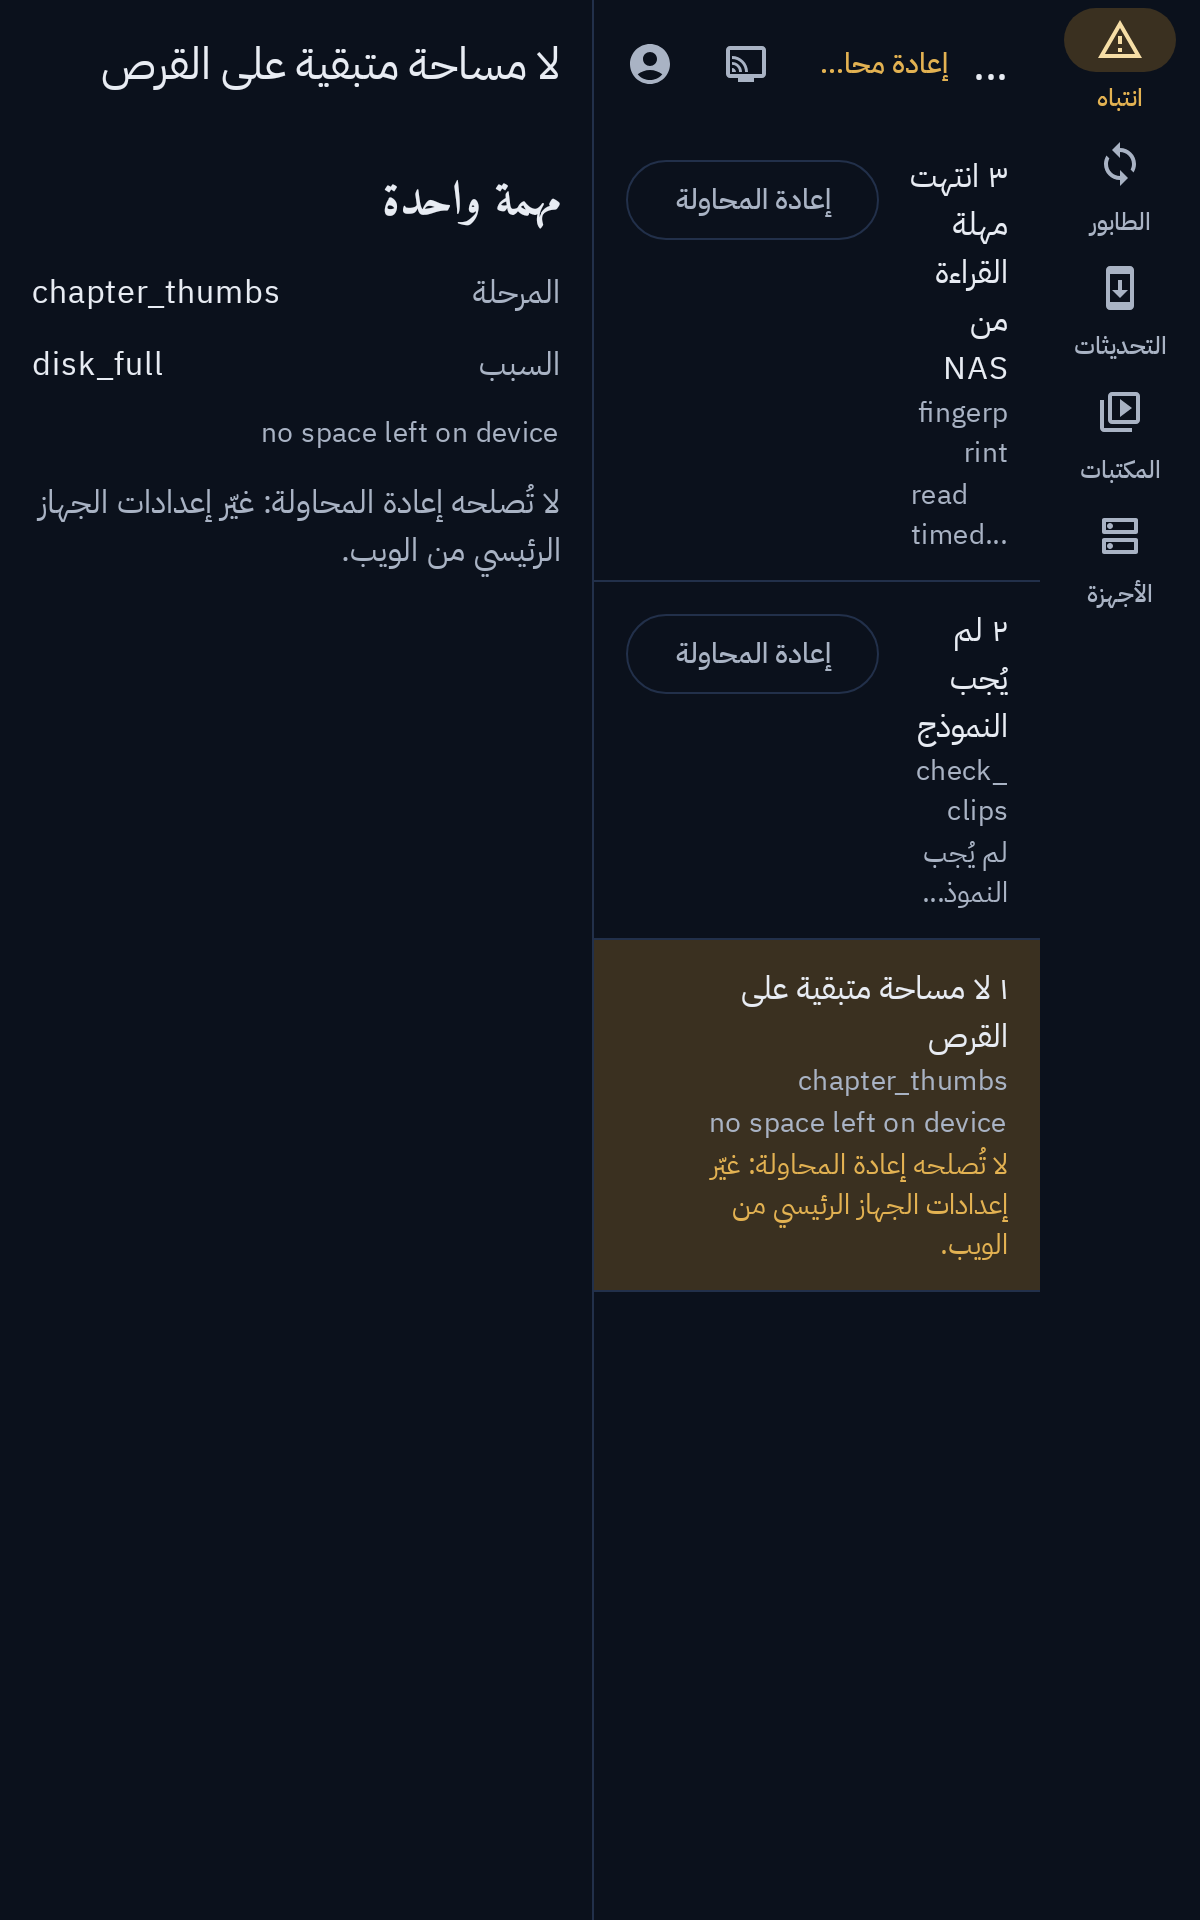 انتباه
الطابور
التحديثات
المكتبات
الأجهزة
...
إعادة محا...
٣ انتهت
مهلة
القراءة
من
NAS
fingerp
rint
read
timed...
إعادة المحاولة
٢ لم
يُجب
النموذج
check_
clips
لم يُجب
النموذ...
إعادة المحاولة
١ لا مساحة متبقية على
القرص
chapter_thumbs
no space left on device
لا تُصلحه إعادة المحاولة: غيّر
إعدادات الجهاز الرئيسي من
الويب.
لا مساحة متبقية على القرص
مهمة واحدة
المرحلة chapter_thumbs
السبب disk_full
no space left on device
لا تُصلحه إعادة المحاولة: غيّر إعدادات الجهاز
الرئيسي من الويب.